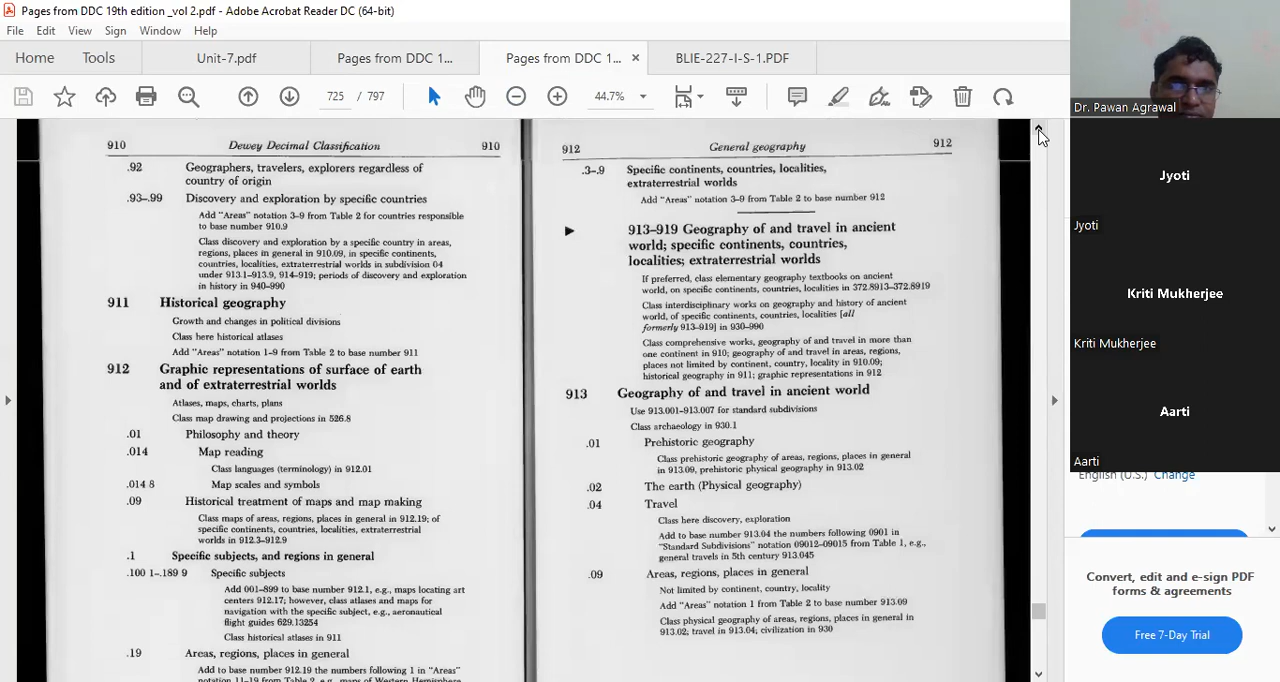 Pages from DDC 19th edition _vol 2.pdf - Adobe Acrobat Reader DC (64-bit)
File Edit View Sign Window Help
Home Tools Unit-7.pdf Pages from DDC 1... Pages from DDC 1... × BLIE-227-I-S-1.PDF
725 / 797 44.7%
910 Dewey Decimal Classification 910
.92 Geographers, travelers, explorers regardless of
country of origin
.93-.99 Discovery and exploration by specific countries
Add "Areas" notation 3-9 from Table 2 for countries responsible
to base number 910.9
Class discovery and exploration by a specific country in areas,
regions, places in general in 910.09, in specific continents,
countries, localities, extraterrestrial worlds in subdivision 04
under 913.1-913.9, 914-919; periods of discovery and exploration
in history in 940-990
911 Historical geography
Growth and changes in political divisions
Class here historical atlases
Add "Areas" notation 1-9 from Table 2 to base number 911
912 Graphic representations of surface of earth
and of extraterrestrial worlds
Atlases, maps, charts, plans
Class map drawing and projections in 526.8
.01 Philosophy and theory
.014 Map reading
Class languages (terminology) in 912.01
.014 8 Map scales and symbols
.09 Historical treatment of maps and map making
Class maps of areas, regions, places in general in 912.19; of
specific continents, countries, localities, extraterrestrial
worlds in 912.3-912.9
.1 Specific subjects, and regions in general
.100 1-.189 9 Specific subjects
Add 001-899 to base number 912.1, e.g., maps locating art
centers 912.17; however, class atlases and maps for
navigation with the specific subject, e.g., aeronautical
flight guides 629.13254
Class historical atlases in 911
.19 Areas, regions, places in general
Add to base number 912.19 the numbers following 1 in "Areas"
notation 11-19 from Table 2, e.g., maps of Western Hemisphere
912 General geography 912
.3-.9 Specific continents, countries, localities,
extraterrestrial worlds
Add "Areas" notation 3-9 from Table 2 to base number 912
913-919 Geography of and travel in ancient
world; specific continents, countries,
localities; extraterrestrial worlds
If preferred, class elementary geography textbooks on ancient
world, on specific continents, countries, localities in 372.8913-372.8919
Class interdisciplinary works on geography and history of ancient
world, of specific continents, countries, localities [all
formerly 913-919] in 930-990
Class comprehensive works, geography of and travel in more than
one continent in 910; geography of and travel in areas, regions,
places not limited by continent, country, locality in 910.09;
historical geography in 911; graphic representations in 912
913 Geography of and travel in ancient world
Use 913.001-913.007 for standard subdivisions
Class archaeology in 930.1
.01 Prehistoric geography
Class prehistoric geography of areas, regions, places in general
in 913.09, prehistoric physical geography in 913.02
.02 The earth (Physical geography)
.04 Travel
Class here discovery, exploration
Add to base number 913.04 the numbers following 0901 in
"Standard Subdivisions" notation 09012-09015 from Table 1, e.g.,
general travels in 5th century 913.045
.09 Areas, regions, places in general
Not limited by continent, country, locality
Add "Areas" notation 1 from Table 2 to base number 913.09
Class physical geography of areas, regions, places in general in
913.02; travel in 913.04; civilization in 930
Dr. Pawan Agrawal
Jyoti
Jyoti
Kriti Mukherjee
Kriti Mukherjee
Aarti
Aarti
English (U.S.) Change
Convert, edit and e-sign PDF
forms & agreements
Free 7-Day Trial